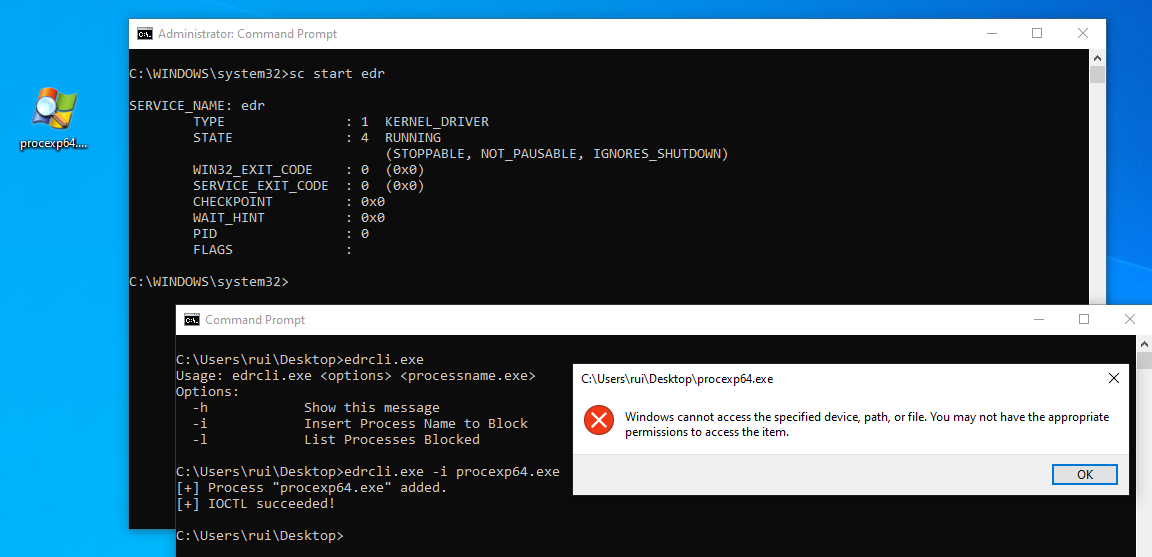 Administrator: Command Prompt
C:\WINDOWS\system32>sc start edr
SERVICE_NAME: edr
TYPE : 1 KERNEL_DRIVER
STATE : 4 RUNNING
(STOPPABLE, NOT_PAUSABLE, IGNORES_SHUTDOWN)
WIN32_EXIT_CODE : 0 (0x0)
SERVICE_EXIT_CODE : 0 (0x0)
CHECKPOINT : 0x0
WAIT_HINT : 0x0
PID : 0
FLAGS :
C:\WINDOWS\system32>
procexp64....
Command Prompt
C:\Users\rui\Desktop>edrcli.exe
Usage: edrcli.exe <options> <processname.exe>
Options:
-h Show this message
-i Insert Process Name to Block
-l List Processes Blocked
C:\Users\rui\Desktop>edrcli.exe -i procexp64.exe
[+] Process "procexp64.exe" added.
[+] IOCTL succeeded!
C:\Users\rui\Desktop>
C:\Users\rui\Desktop\procexp64.exe
Windows cannot access the specified device, path, or file. You may not have the appropriate
permissions to access the item.
OK